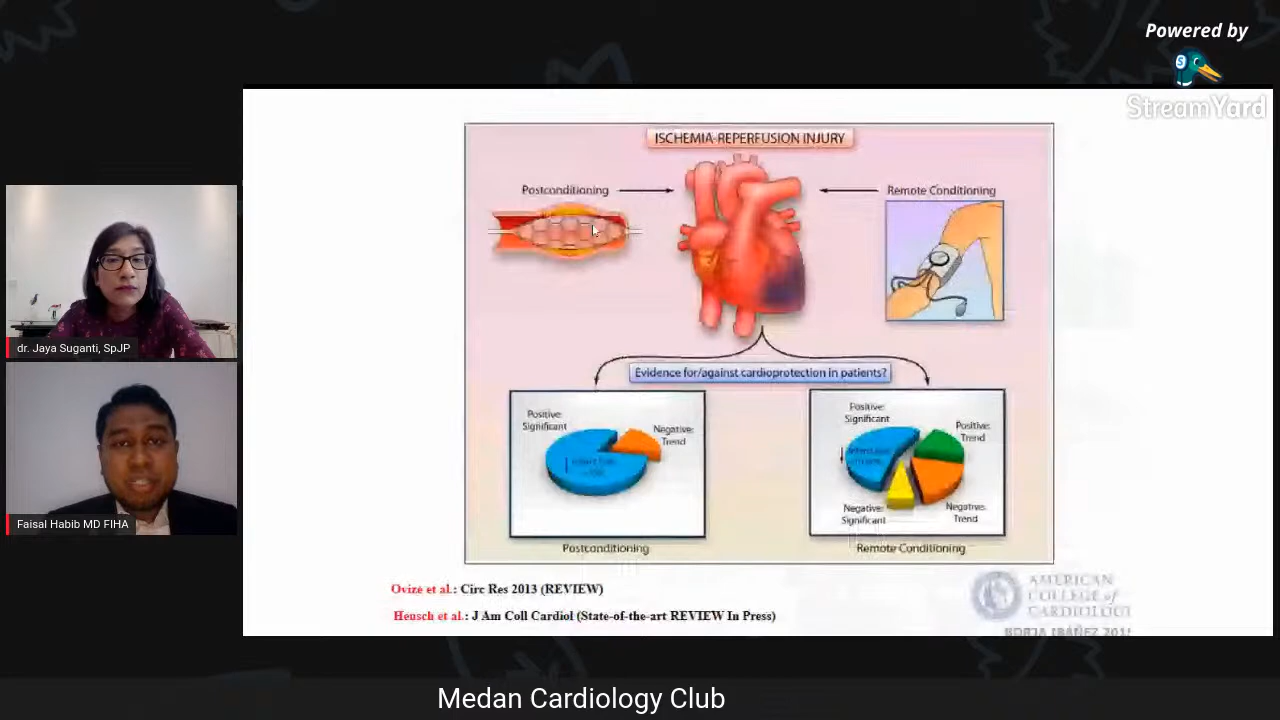 Powered by
StreamYard
ISCHEMIA-REPERFUSION INJURY
Postconditioning
Remote Conditioning
Evidence for/against cardioprotection in patients?
Positive:
Significant
Negative:
Trend
Positive:
Significant
Positive:
Trend
Negative:
Significant
Negative:
Trend
Postconditioning
Remote Conditioning
dr. Jaya Suganti, SpJP
Faisal Habib MD FIHA
Ovize et al.: Circ Res 2013 (REVIEW)
Heusch et al.: J Am Coll Cardiol (State-of-the-art REVIEW In Press)
AMERICAN
COLLEGE of
CARDIOLOGY
BORJA IBÁÑEZ
Medan Cardiology Club